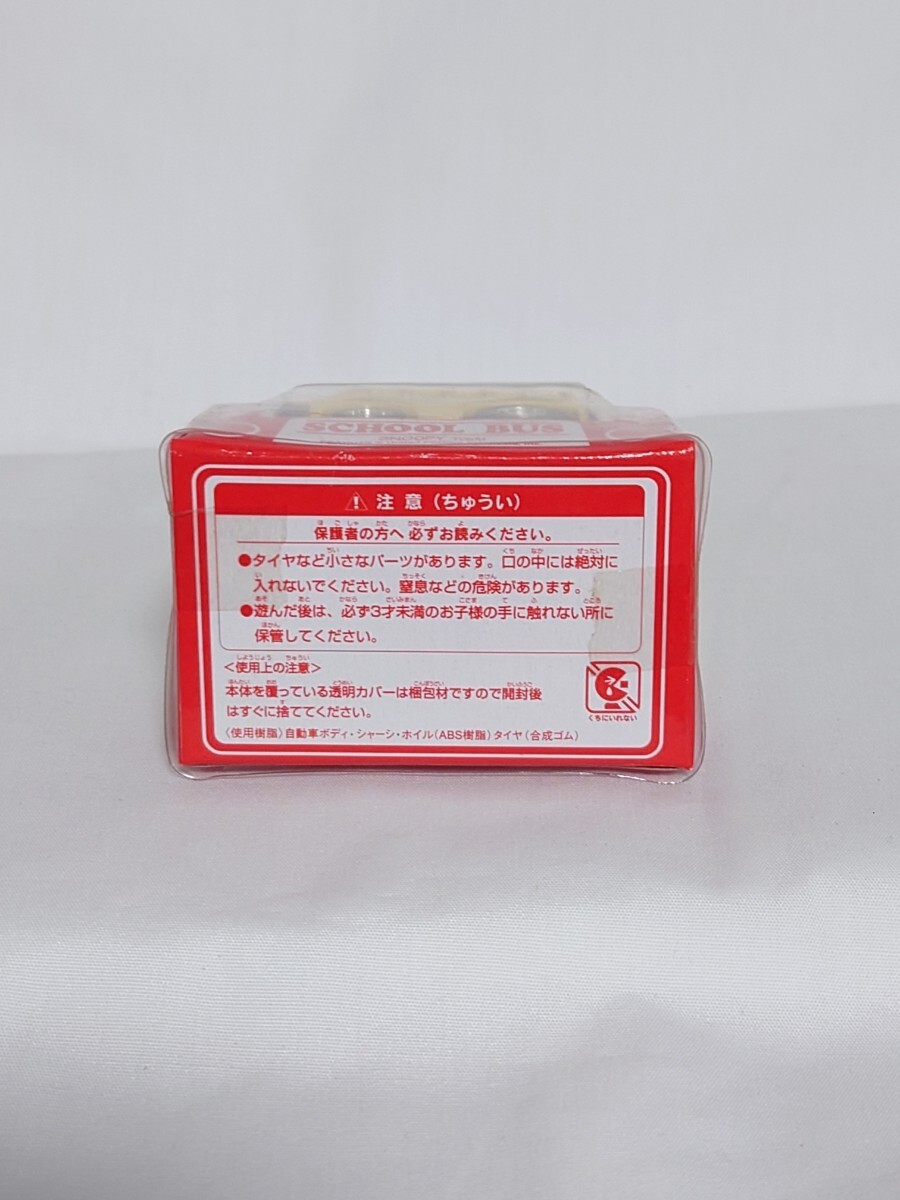 SCHOOL BUS
⚠ 注意(ちゅうい)
保護者の方へ 必ずお読みください。
●タイヤなど小さなパーツがあります。口の中には絶対に
入れないでください。窒息などの危険があります。
●遊んだ後は、必ず3才未満のお子様の手に触れない所に
保管してください。
<使用上の注意>
本体を覆っている透明カバーは梱包材ですので開封後
はすぐに捨ててください。
くちにいれない
〈使用樹脂〉自動車ボディ・シャーシ・ホイル(ABS樹脂)タイヤ(合成ゴム)